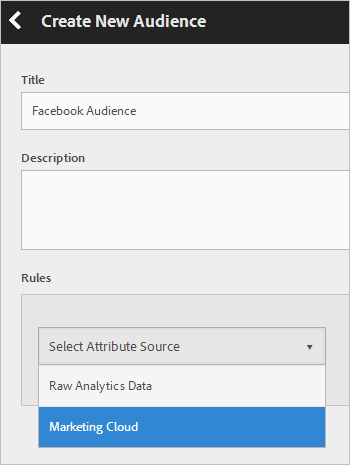 Create New Audience
Title
Facebook Audience
Description
Rules
Select Attribute Source
Raw Analytics Data
Marketing Cloud